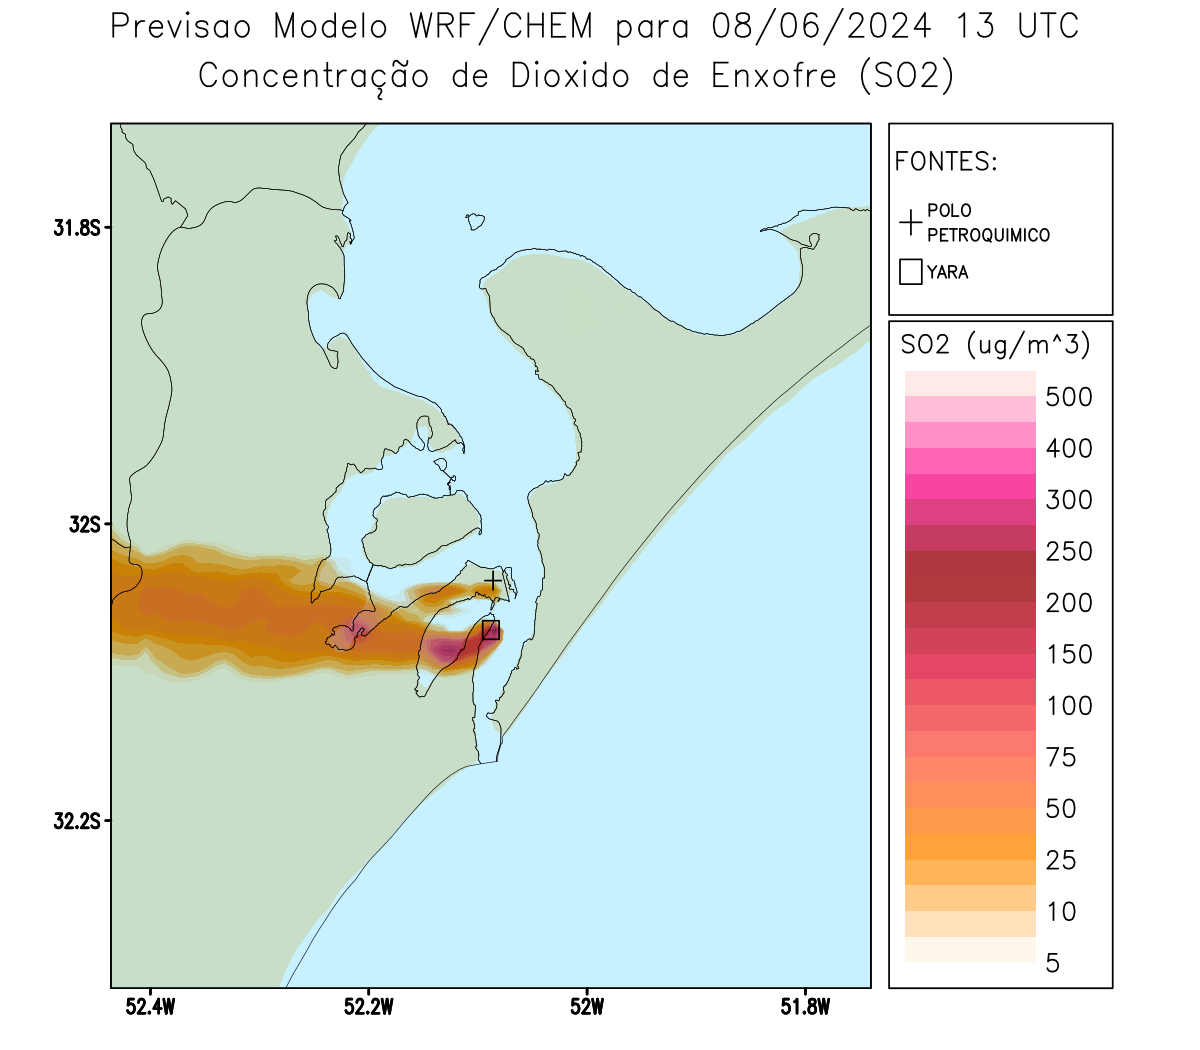 Previsao Modelo WRF/CHEM para 08/06/2024 13 UTC
Concentração de Dioxido de Enxofre (SO2)
FONTES:
POLO
PETROQUIMICO
YARA
SO2 (ug/m^3)
500
400
300
250
200
150
100
75
50
25
10
5
31.8S
32S
32.2S
52.4W
52.2W
52W
51.8W